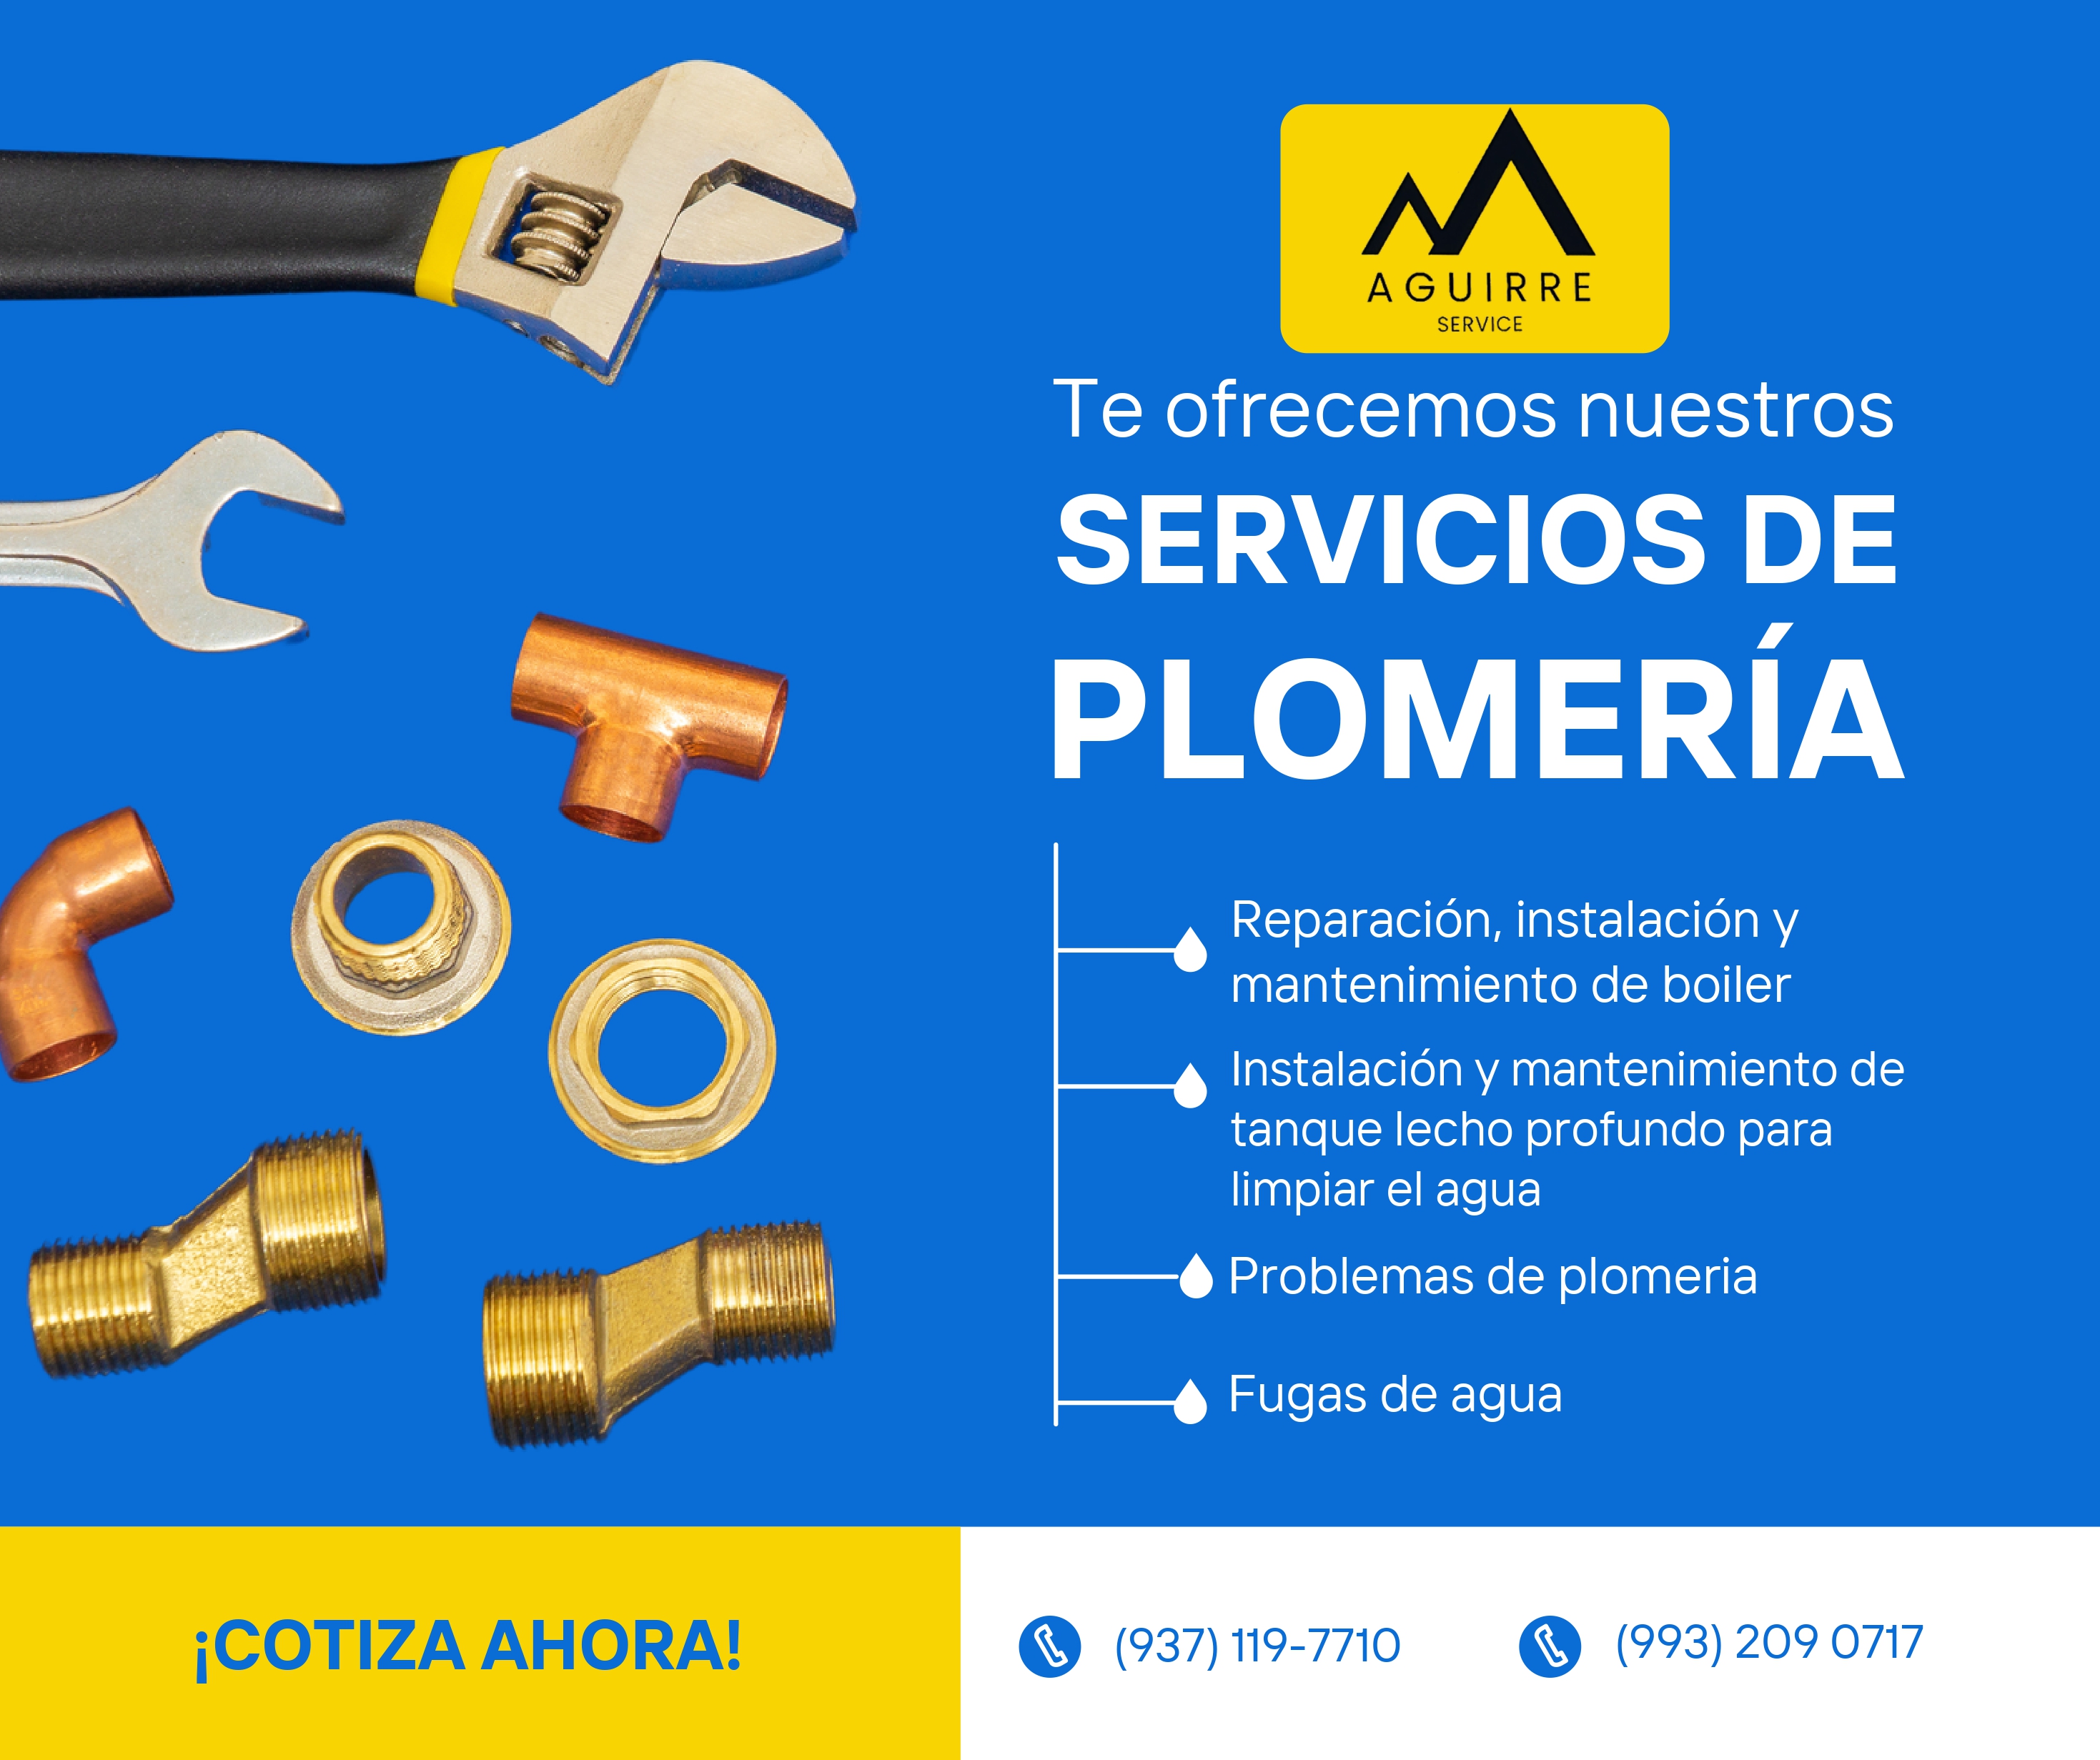 AGUIRRE
SERVICE
Te ofrecemos nuestros
SERVICIOS DE
PLOMERÍA
Reparación, instalación y
mantenimiento de boiler
Instalación y mantenimiento de
tanque lecho profundo para
limpiar el agua
Problemas de plomeria
Fugas de agua
¡COTIZA AHORA!
(937) 119-7710
(993) 209 0717